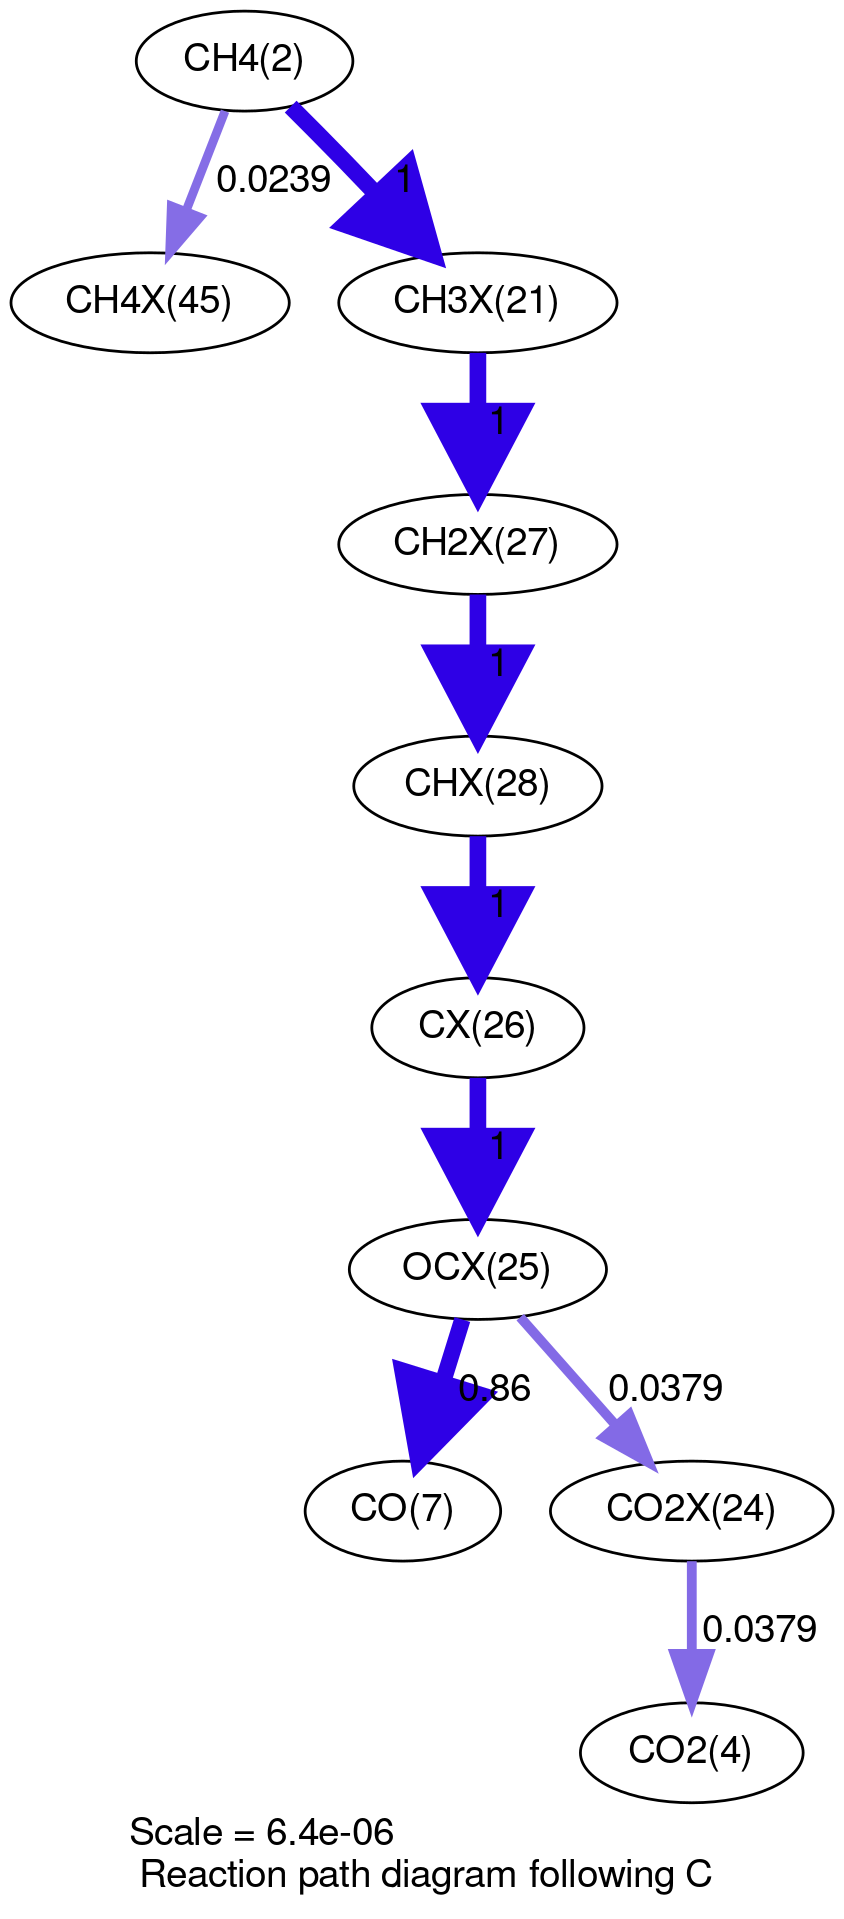 CH4(2)
0.0239
1
CH4X(45)
CH3X(21)
1
CH2X(27)
1
CHX(28)
1
CX(26)
1
OCX(25)
0.86
0.0379
CO(7)
CO2X(24)
0.0379
CO2(4)
Scale = 6.4e-06
Reaction path diagram following C